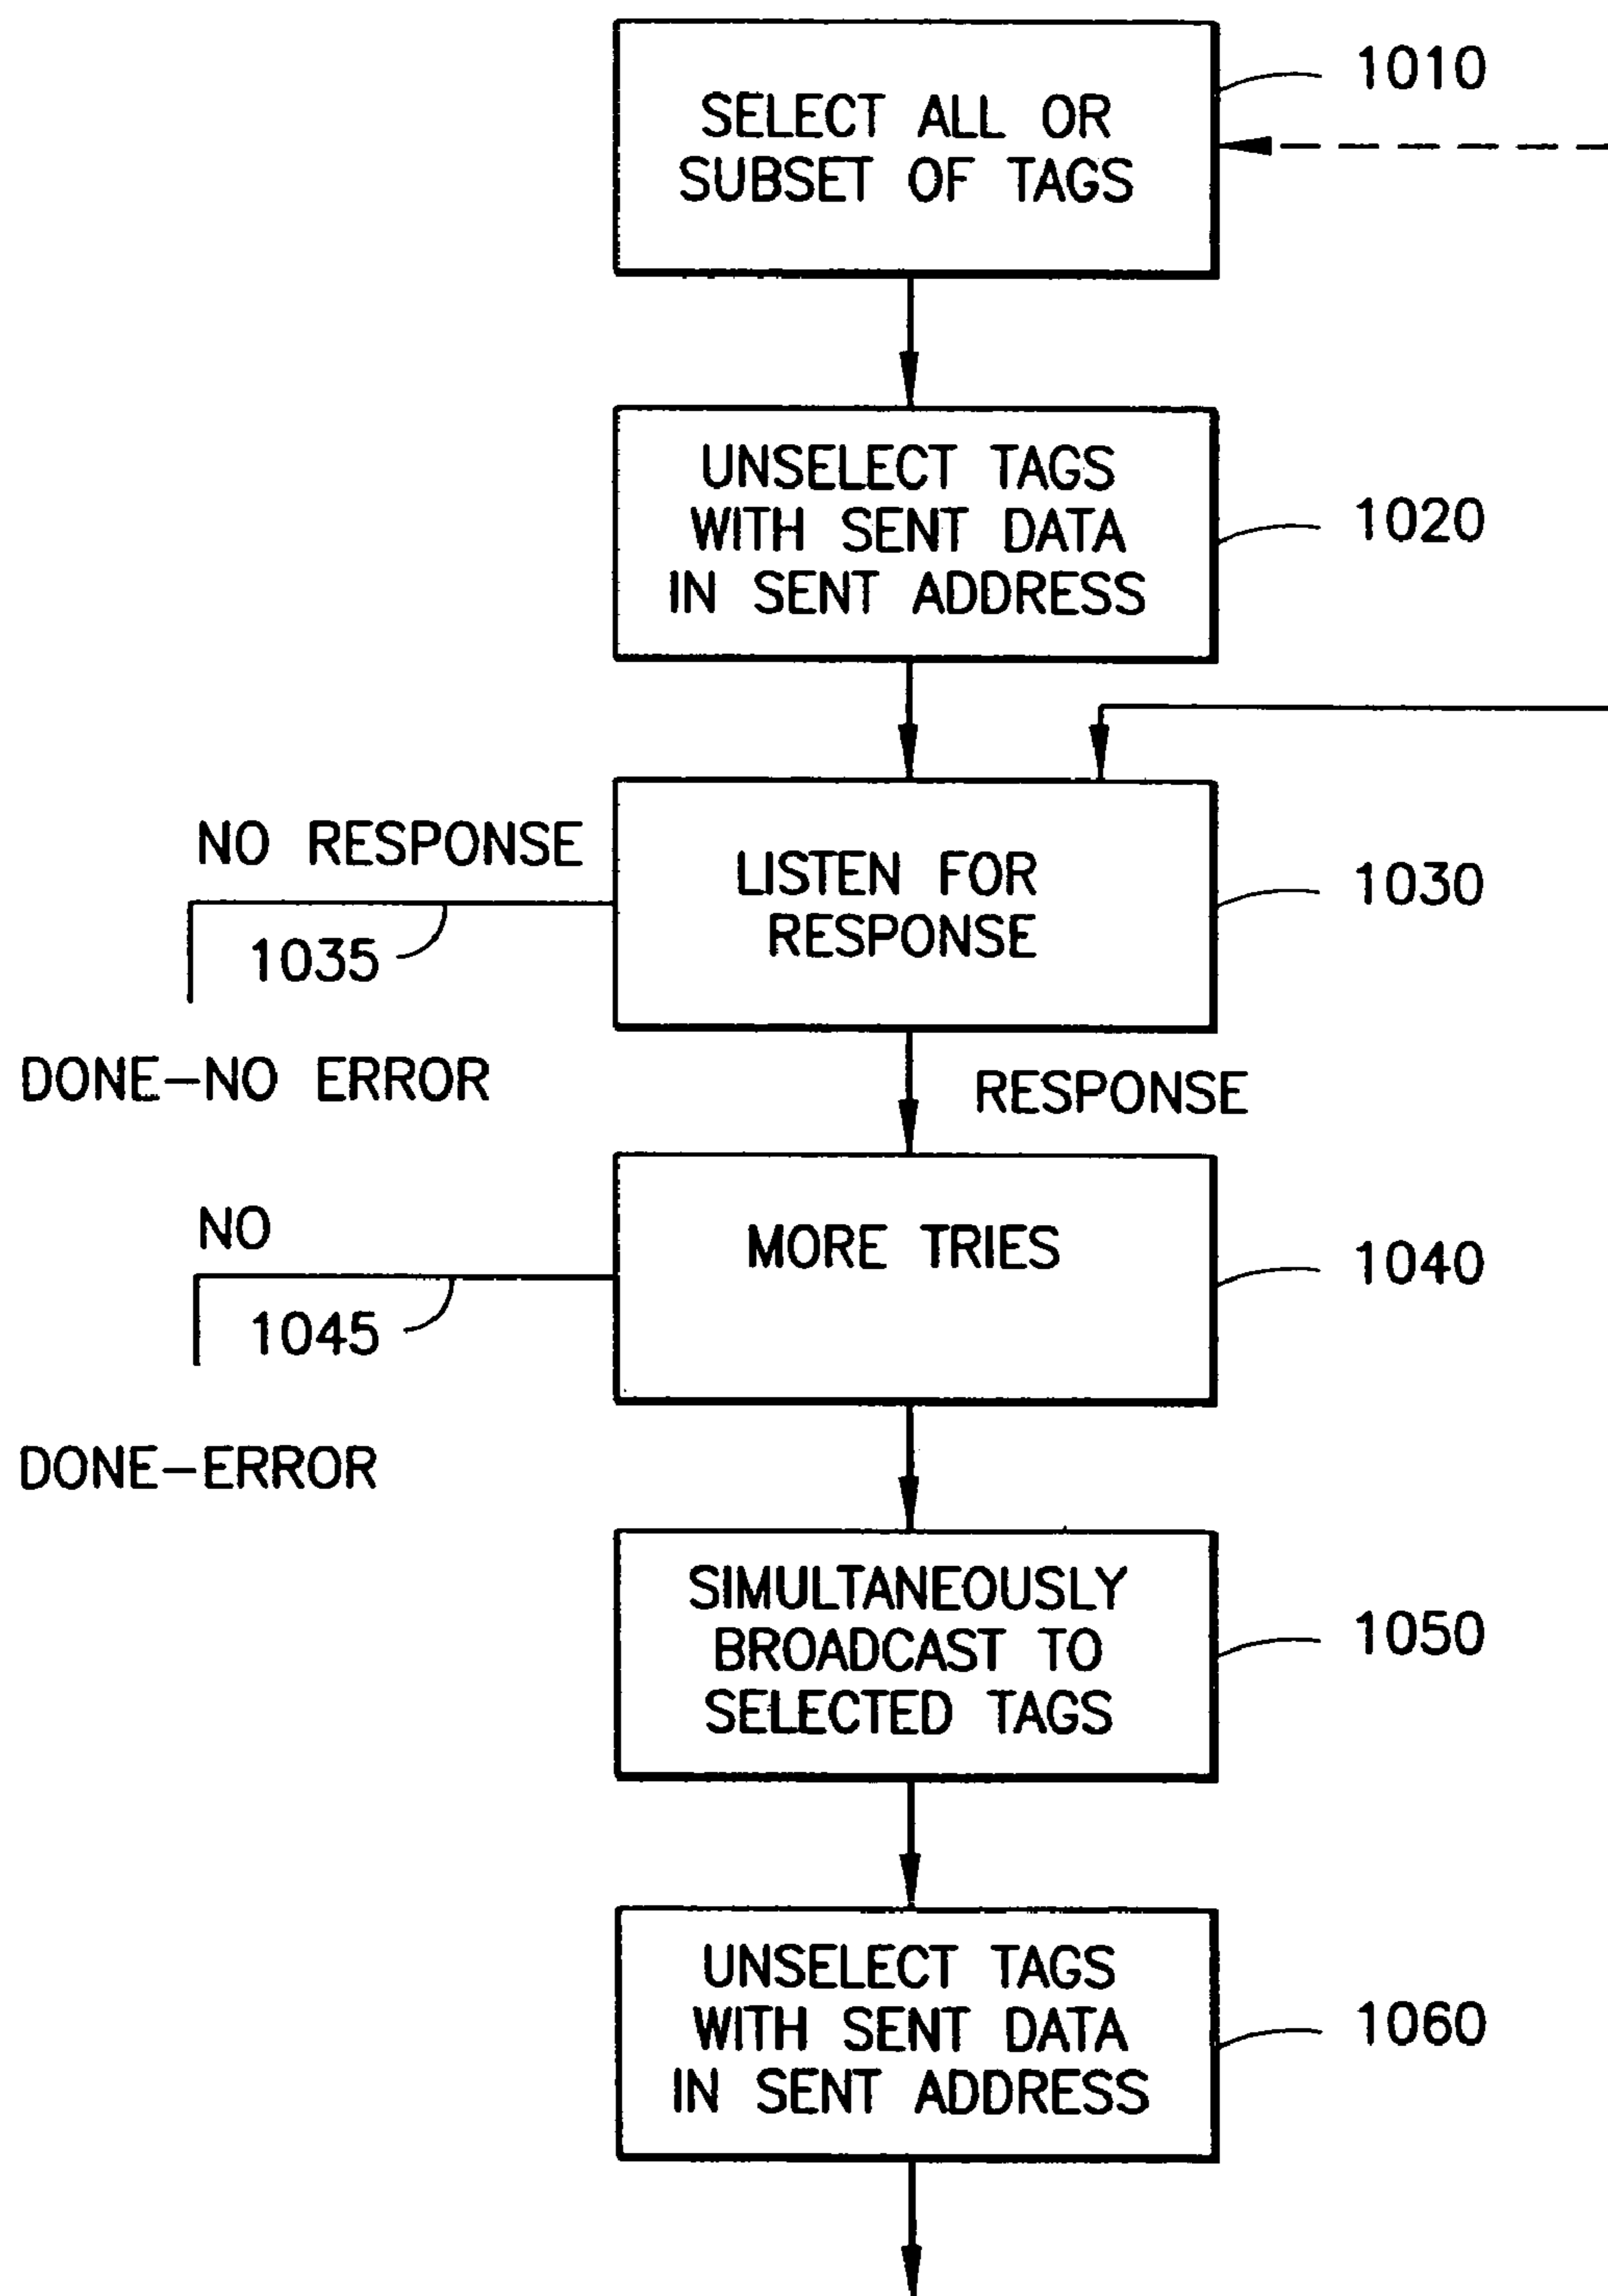 SELECT ALL OR
SUBSET OF TAGS
1010
UNSELECT TAGS
WITH SENT DATA
IN SENT ADDRESS
1020
NO RESPONSE
1035
DONE-NO ERROR
LISTEN FOR
RESPONSE
1030
RESPONSE
NO
1045
DONE-ERROR
MORE TRIES
1040
SIMULTANEOUSLY
BROADCAST TO
SELECTED TAGS
1050
UNSELECT TAGS
WITH SENT DATA
IN SENT ADDRESS
1060